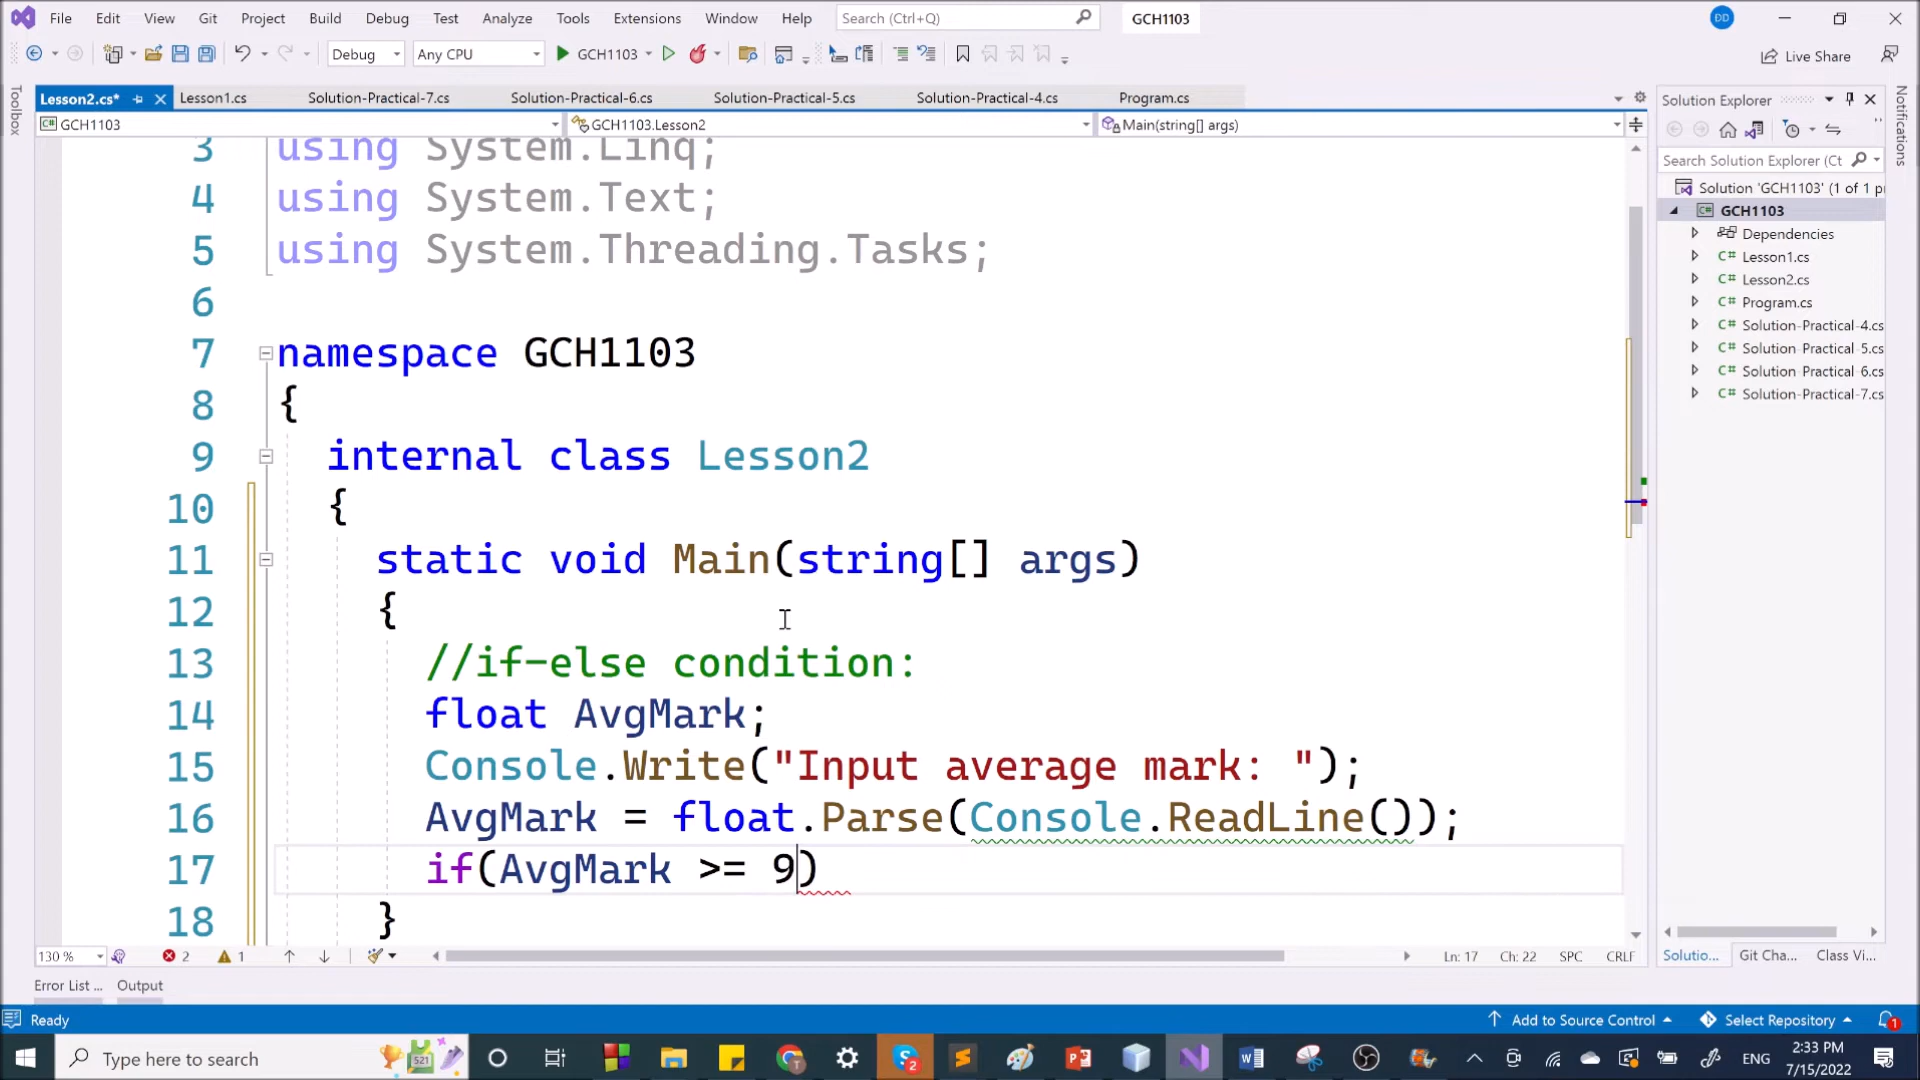 File Edit View Git Project Build Debug Test Analyze Tools Extensions Window Help Search (Ctrl+Q) GCH1103 ĐD
Debug Any CPU GCH1103 Live Share
Lesson2.cs* Lesson1.cs Solution-Practical-7.cs Solution-Practical-6.cs Solution-Practical-5.cs Solution-Practical-4.cs Program.cs
GCH1103 GCH1103.Lesson2 Main(string[] args)
Toolbox
3 using System.Linq;
4 using System.Text;
5 using System.Threading.Tasks;
6
7 namespace GCH1103
8 {
9 internal class Lesson2
10 {
11 static void Main(string[] args)
12 {
13 //if-else condition:
14 float AvgMark;
15 Console.Write("Input average mark: ");
16 AvgMark = float.Parse(Console.ReadLine());
17 if(AvgMark >= 9)
18 }
130 % 2 1 Ln: 17 Ch: 22 SPC CRLF
Error List ... Output
Solution Explorer
Search Solution Explorer (Ct
Solution 'GCH1103' (1 of 1 pr
GCH1103
Dependencies
C# Lesson1.cs
C# Lesson2.cs
C# Program.cs
C# Solution-Practical-4.cs
C# Solution-Practical-5.cs
C# Solution-Practical-6.cs
C# Solution-Practical-7.cs
Solutio... Git Cha... Class Vi...
Notifications
Ready Add to Source Control Select Repository 1
Type here to search 521 2 ENG 2:33 PM
7/15/2022